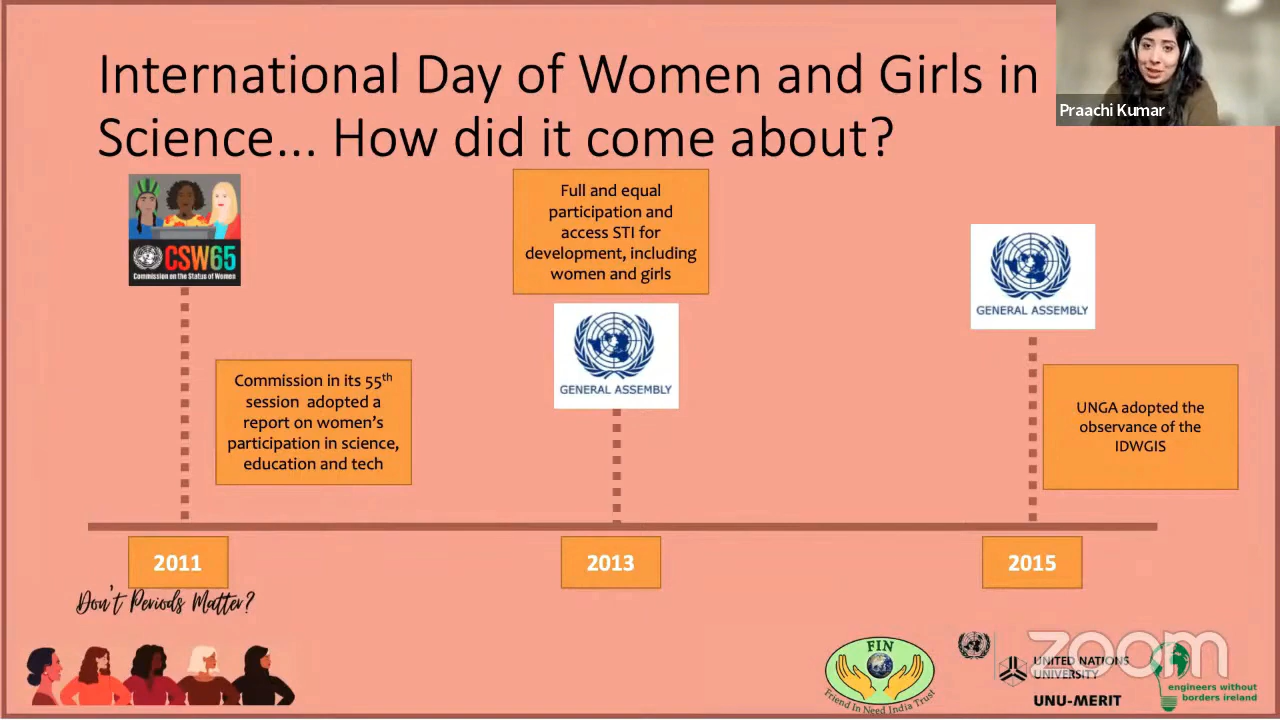 International Day of Women and Girls in
Science... How did it come about?
Praachi Kumar
CSW65
Commission on the Status of Women
Full and equal
participation and
access STI for
development, including
women and girls
GENERAL ASSEMBLY
GENERAL ASSEMBLY
Commission in its 55th
session adopted a
report on women's
participation in science,
education and tech
UNGA adopted the
observance of the
IDWGIS
2011
2013
2015
Don't Periods Matter?
FIN
Friend In Need India Trust
UNITED NATIONS
UNIVERSITY
UNU-MERIT
zoom
engineers without
borders ireland